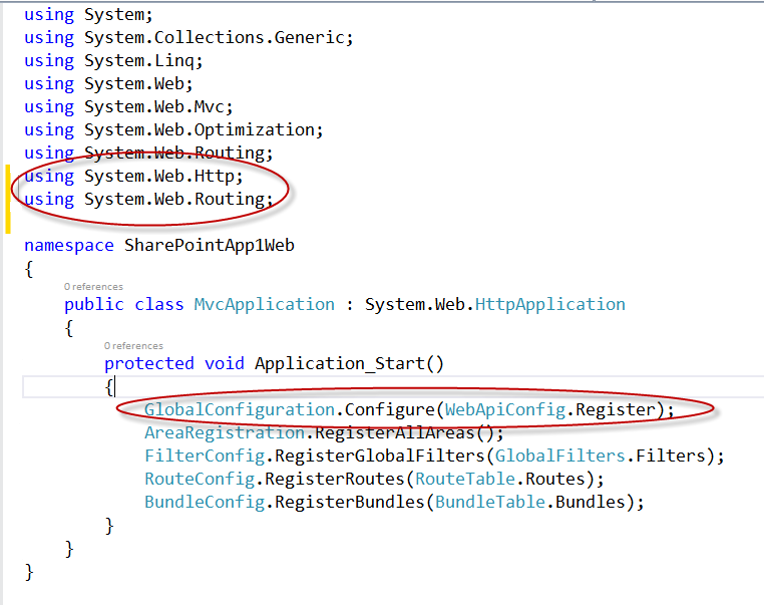 using System;
using System.Collections.Generic;
using System.Linq;
using System.Web;
using System.Web.Mvc;
using System.Web.Optimization;
using System.Web.Routing;
using System.Web.Http;
using System.Web.Routing;
namespace SharePointApp1Web
{
0 references
public class MvcApplication : System.Web.HttpApplication
{
0 references
protected void Application_Start()
{
GlobalConfiguration.Configure(WebApiConfig.Register);
AreaRegistration.RegisterAllAreas();
FilterConfig.RegisterGlobalFilters(GlobalFilters.Filters);
RouteConfig.RegisterRoutes(RouteTable.Routes);
BundleConfig.RegisterBundles(BundleTable.Bundles);
}
}
}